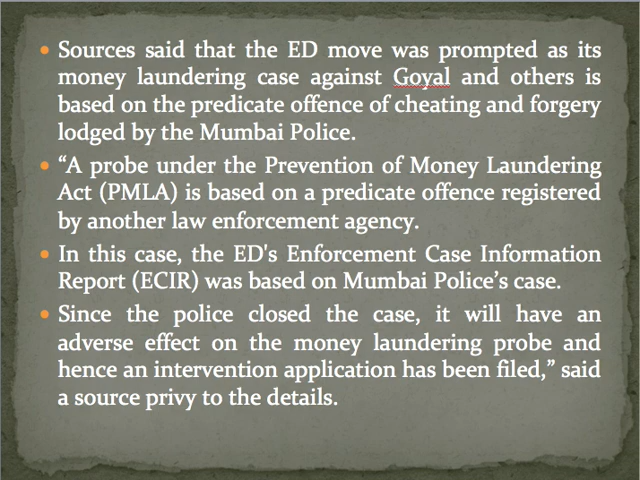 Sources said that the ED move was prompted as its
money laundering case against Goyal and others is
based on the predicate offence of cheating and forgery
lodged by the Mumbai Police.
“A probe under the Prevention of Money Laundering
Act (PMLA) is based on a predicate offence registered
by another law enforcement agency.
In this case, the ED's Enforcement Case Information
Report (ECIR) was based on Mumbai Police’s case.
Since the police closed the case, it will have an
adverse effect on the money laundering probe and
hence an intervention application has been filed,” said
a source privy to the details.